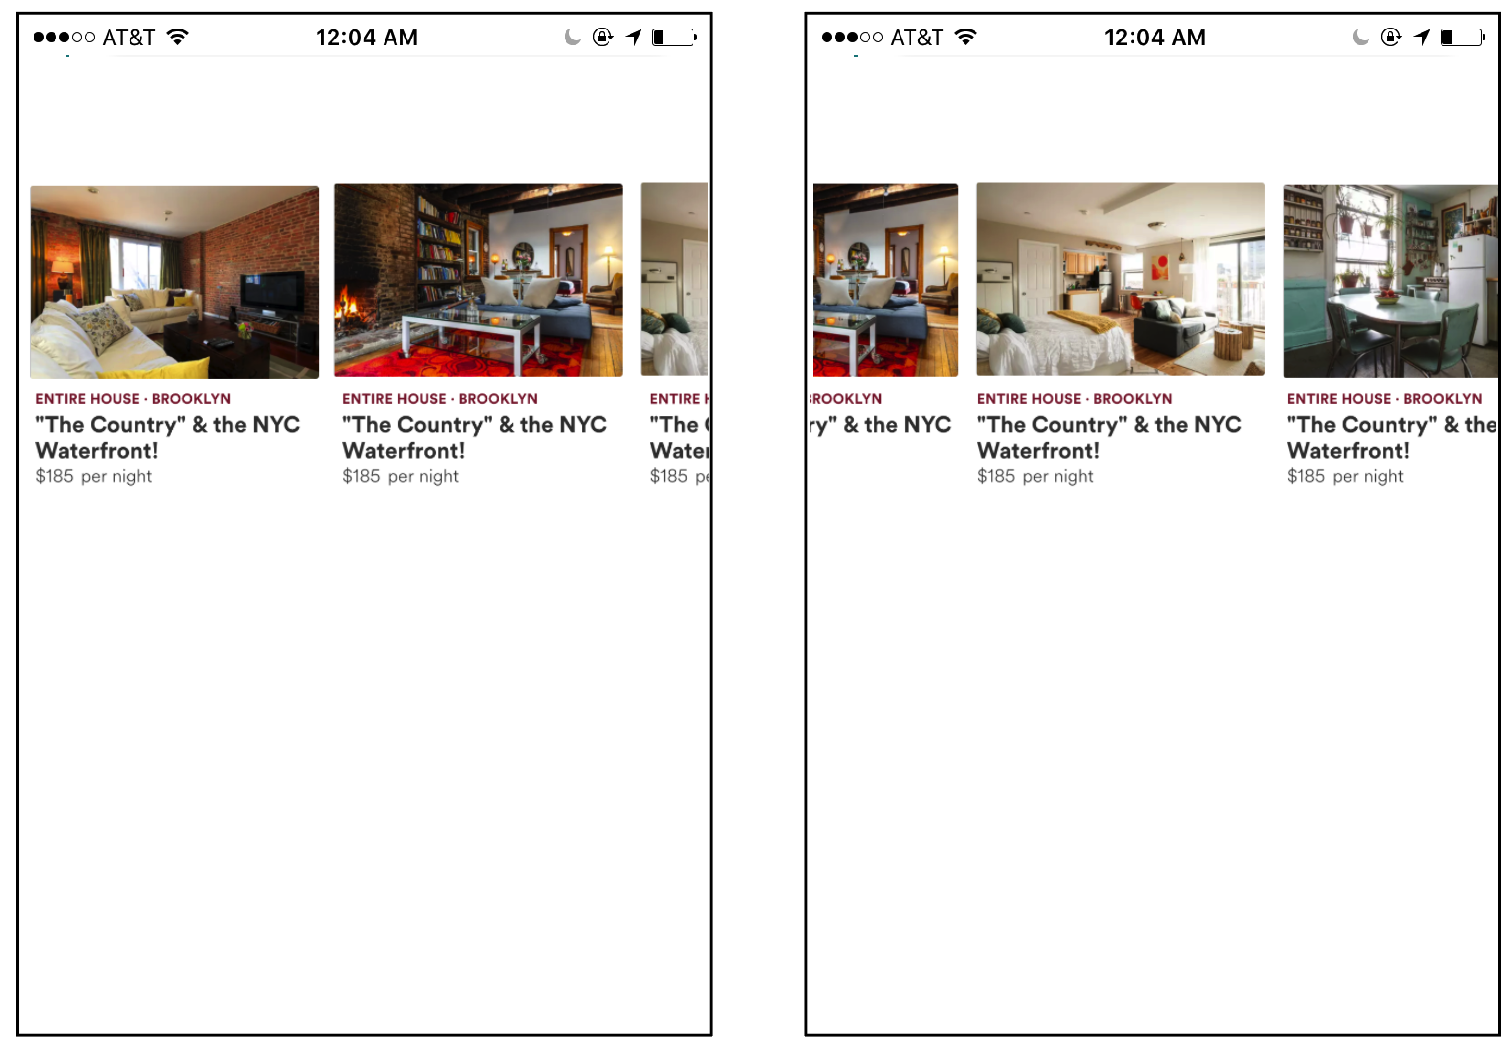 AT&T 12:04 AM
ENTIRE HOUSE · BROOKLYN
"The Country" & the NYC
Waterfront!
$185 per night
ENTIRE HOUSE · BROOKLYN
"The Country" & the NYC
Waterfront!
$185 per night
ENTIRE H
"The C
Water
$185 pe
AT&T 12:04 AM
BROOKLYN
ry" & the NYC
ENTIRE HOUSE · BROOKLYN
"The Country" & the NYC
Waterfront!
$185 per night
ENTIRE HOUSE · BROOKLYN
"The Country" & the
Waterfront!
$185 per night